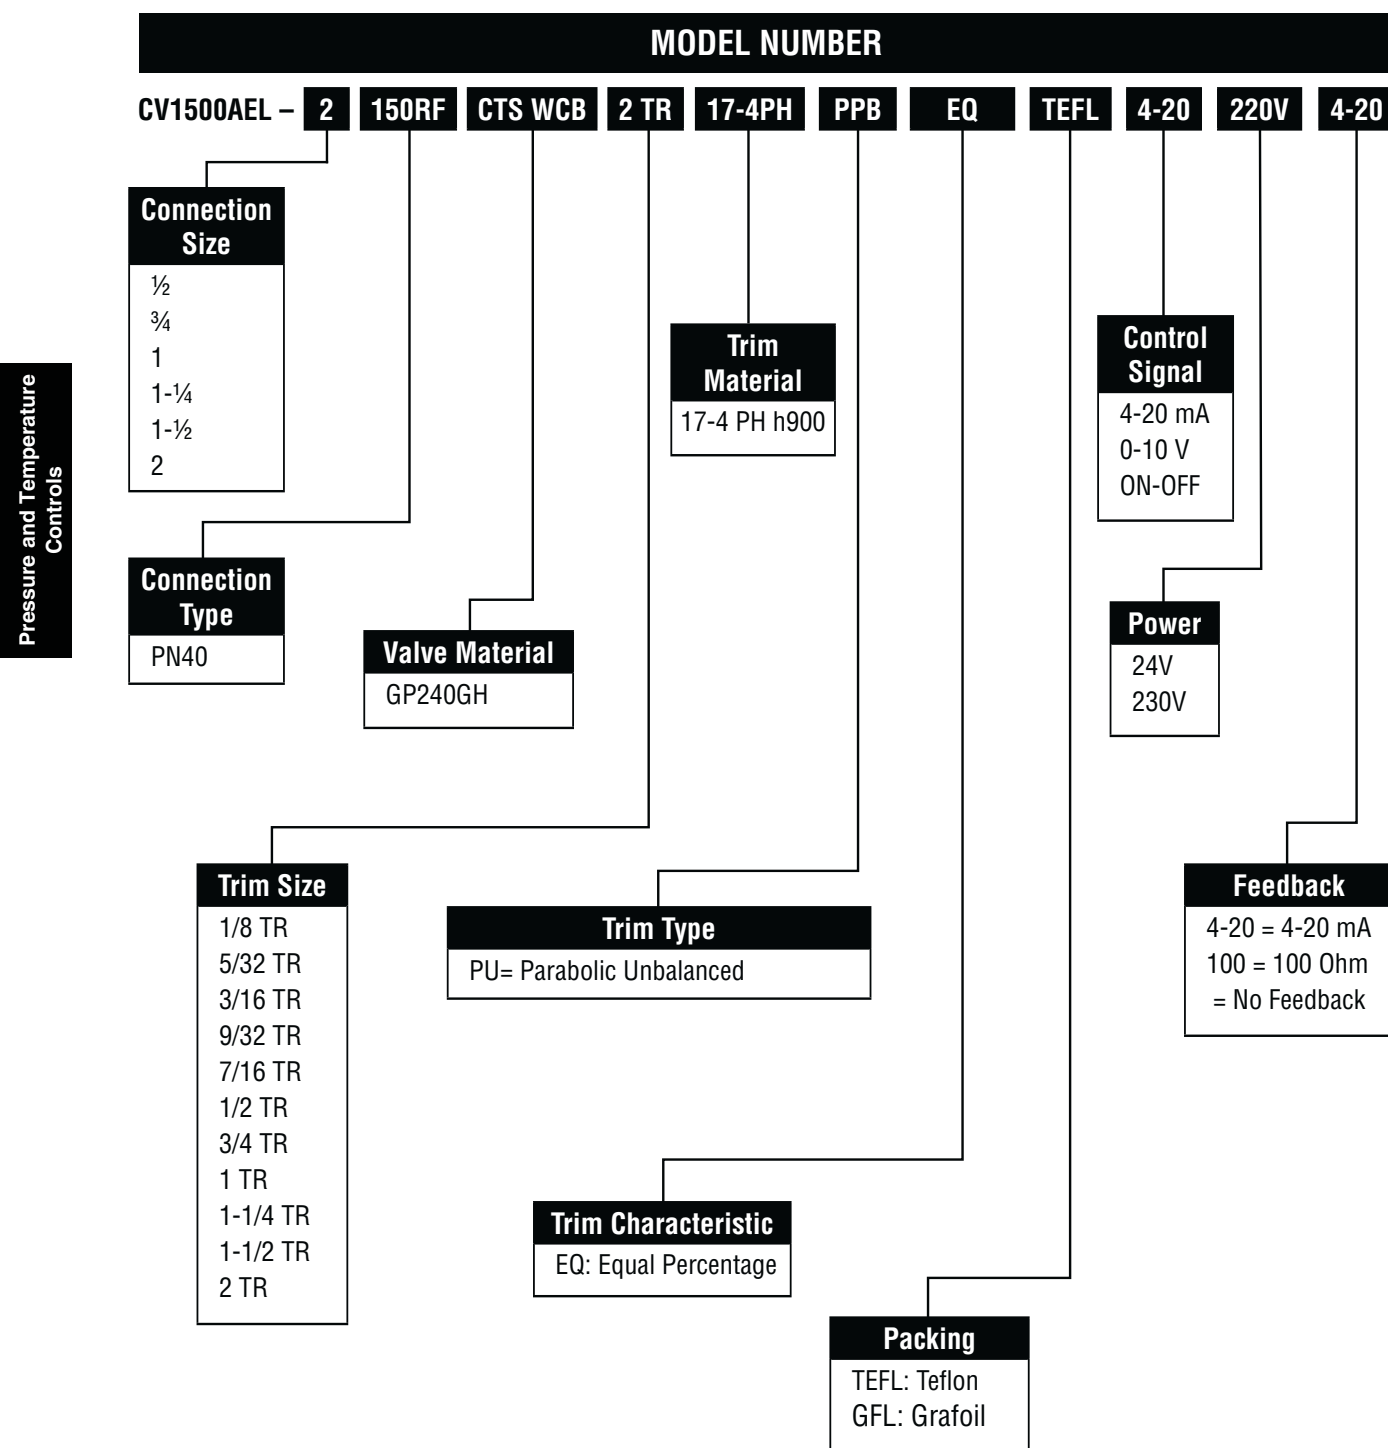 MODEL NUMBER
CV1500AEL – 2 150RF CTS WCB 2 TR 17-4PH PPB EQ TEFL 4-20 220V 4-20
Connection
Size
½
¾
1
1-¼
1-½
2
Trim
Material
17-4 PH h900
Control
Signal
4-20 mA
0-10 V
ON-OFF
Pressure and Temperature
Controls
Connection
Type
PN40
Valve Material
GP240GH
Power
24V
230V
Trim Size
1/8 TR
5/32 TR
3/16 TR
9/32 TR
7/16 TR
1/2 TR
3/4 TR
1 TR
1-1/4 TR
1-1/2 TR
2 TR
Trim Type
PU= Parabolic Unbalanced
Feedback
4-20 = 4-20 mA
100 = 100 Ohm
= No Feedback
Trim Characteristic
EQ: Equal Percentage
Packing
TEFL: Teflon
GFL: Grafoil